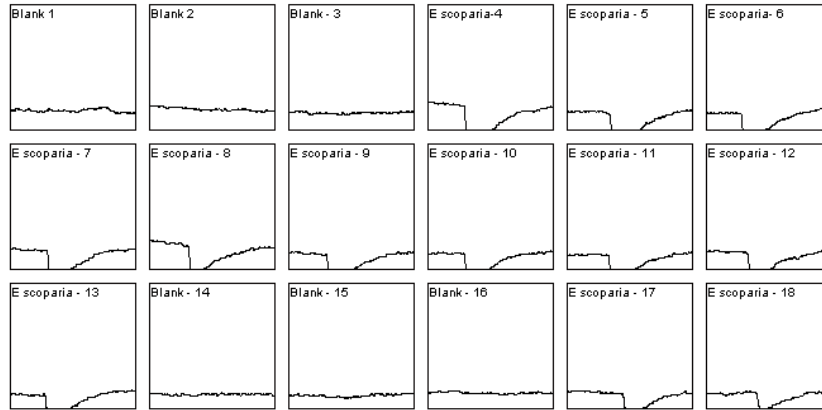 Blank 1
Blank 2
Blank - 3
E scoparia-4
E scoparia - 5
E scoparia- 6
E scoparia - 7
E scoparia - 8
E scoparia - 9
E scoparia - 10
E scoparia - 11
E scoparia - 12
E scoparia - 13
Blank - 14
Blank - 15
Blank - 16
E scoparia - 17
E scoparia - 18